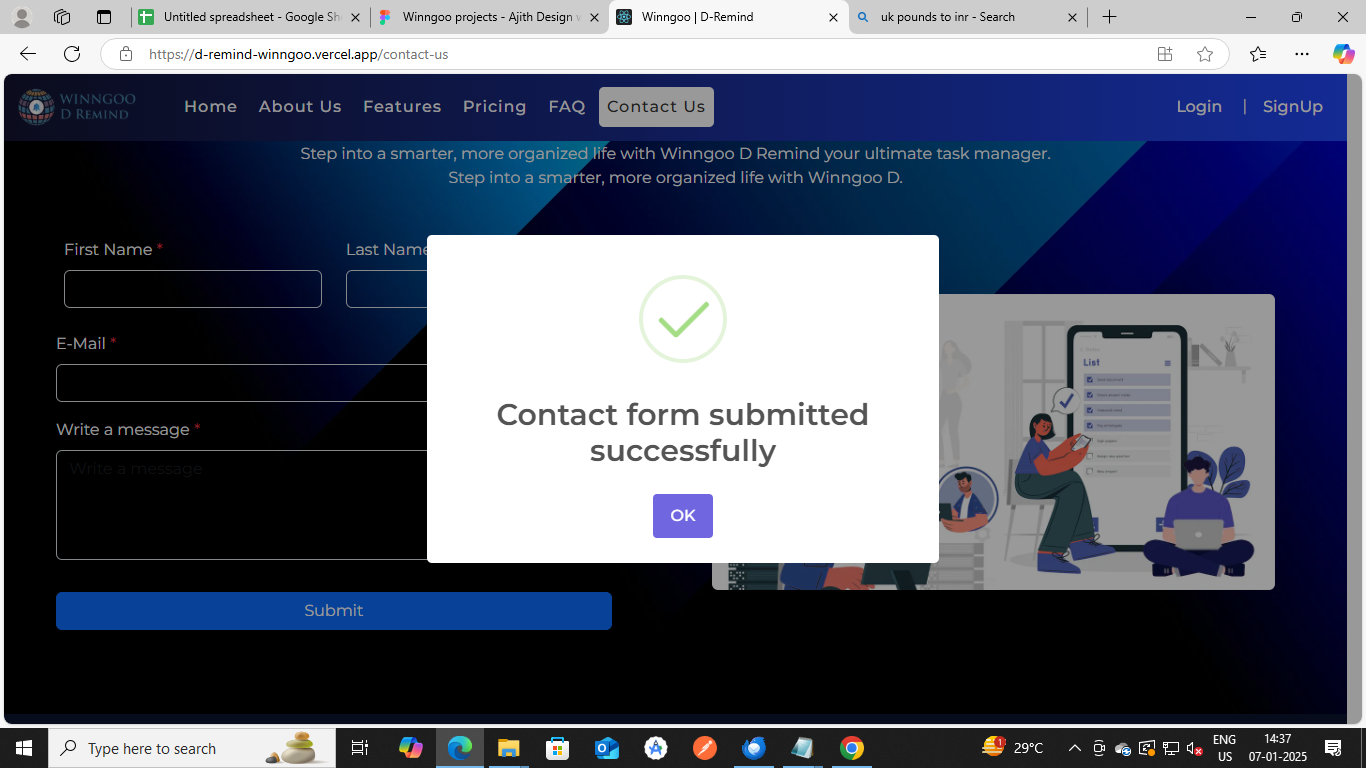 Untitled spreadsheet - Google Sh
Winngoo projects - Ajith Design v
Winngoo | D-Remind
uk pounds to inr - Search
https://d-remind-winngoo.vercel.app/contact-us
WINNGOO
D REMIND
Home
About Us
Features
Pricing
FAQ
Contact Us
Login
|
SignUp
Step into a smarter, more organized life with Winngoo D Remind your ultimate task manager.
Step into a smarter, more organized life with Winngoo D.
First Name *
Last Name
E-Mail *
Write a message *
Write a message
Submit
Contact form submitted
successfully
OK
List
Type here to search
1
29°C
ENG
US
14:37
07-01-2025